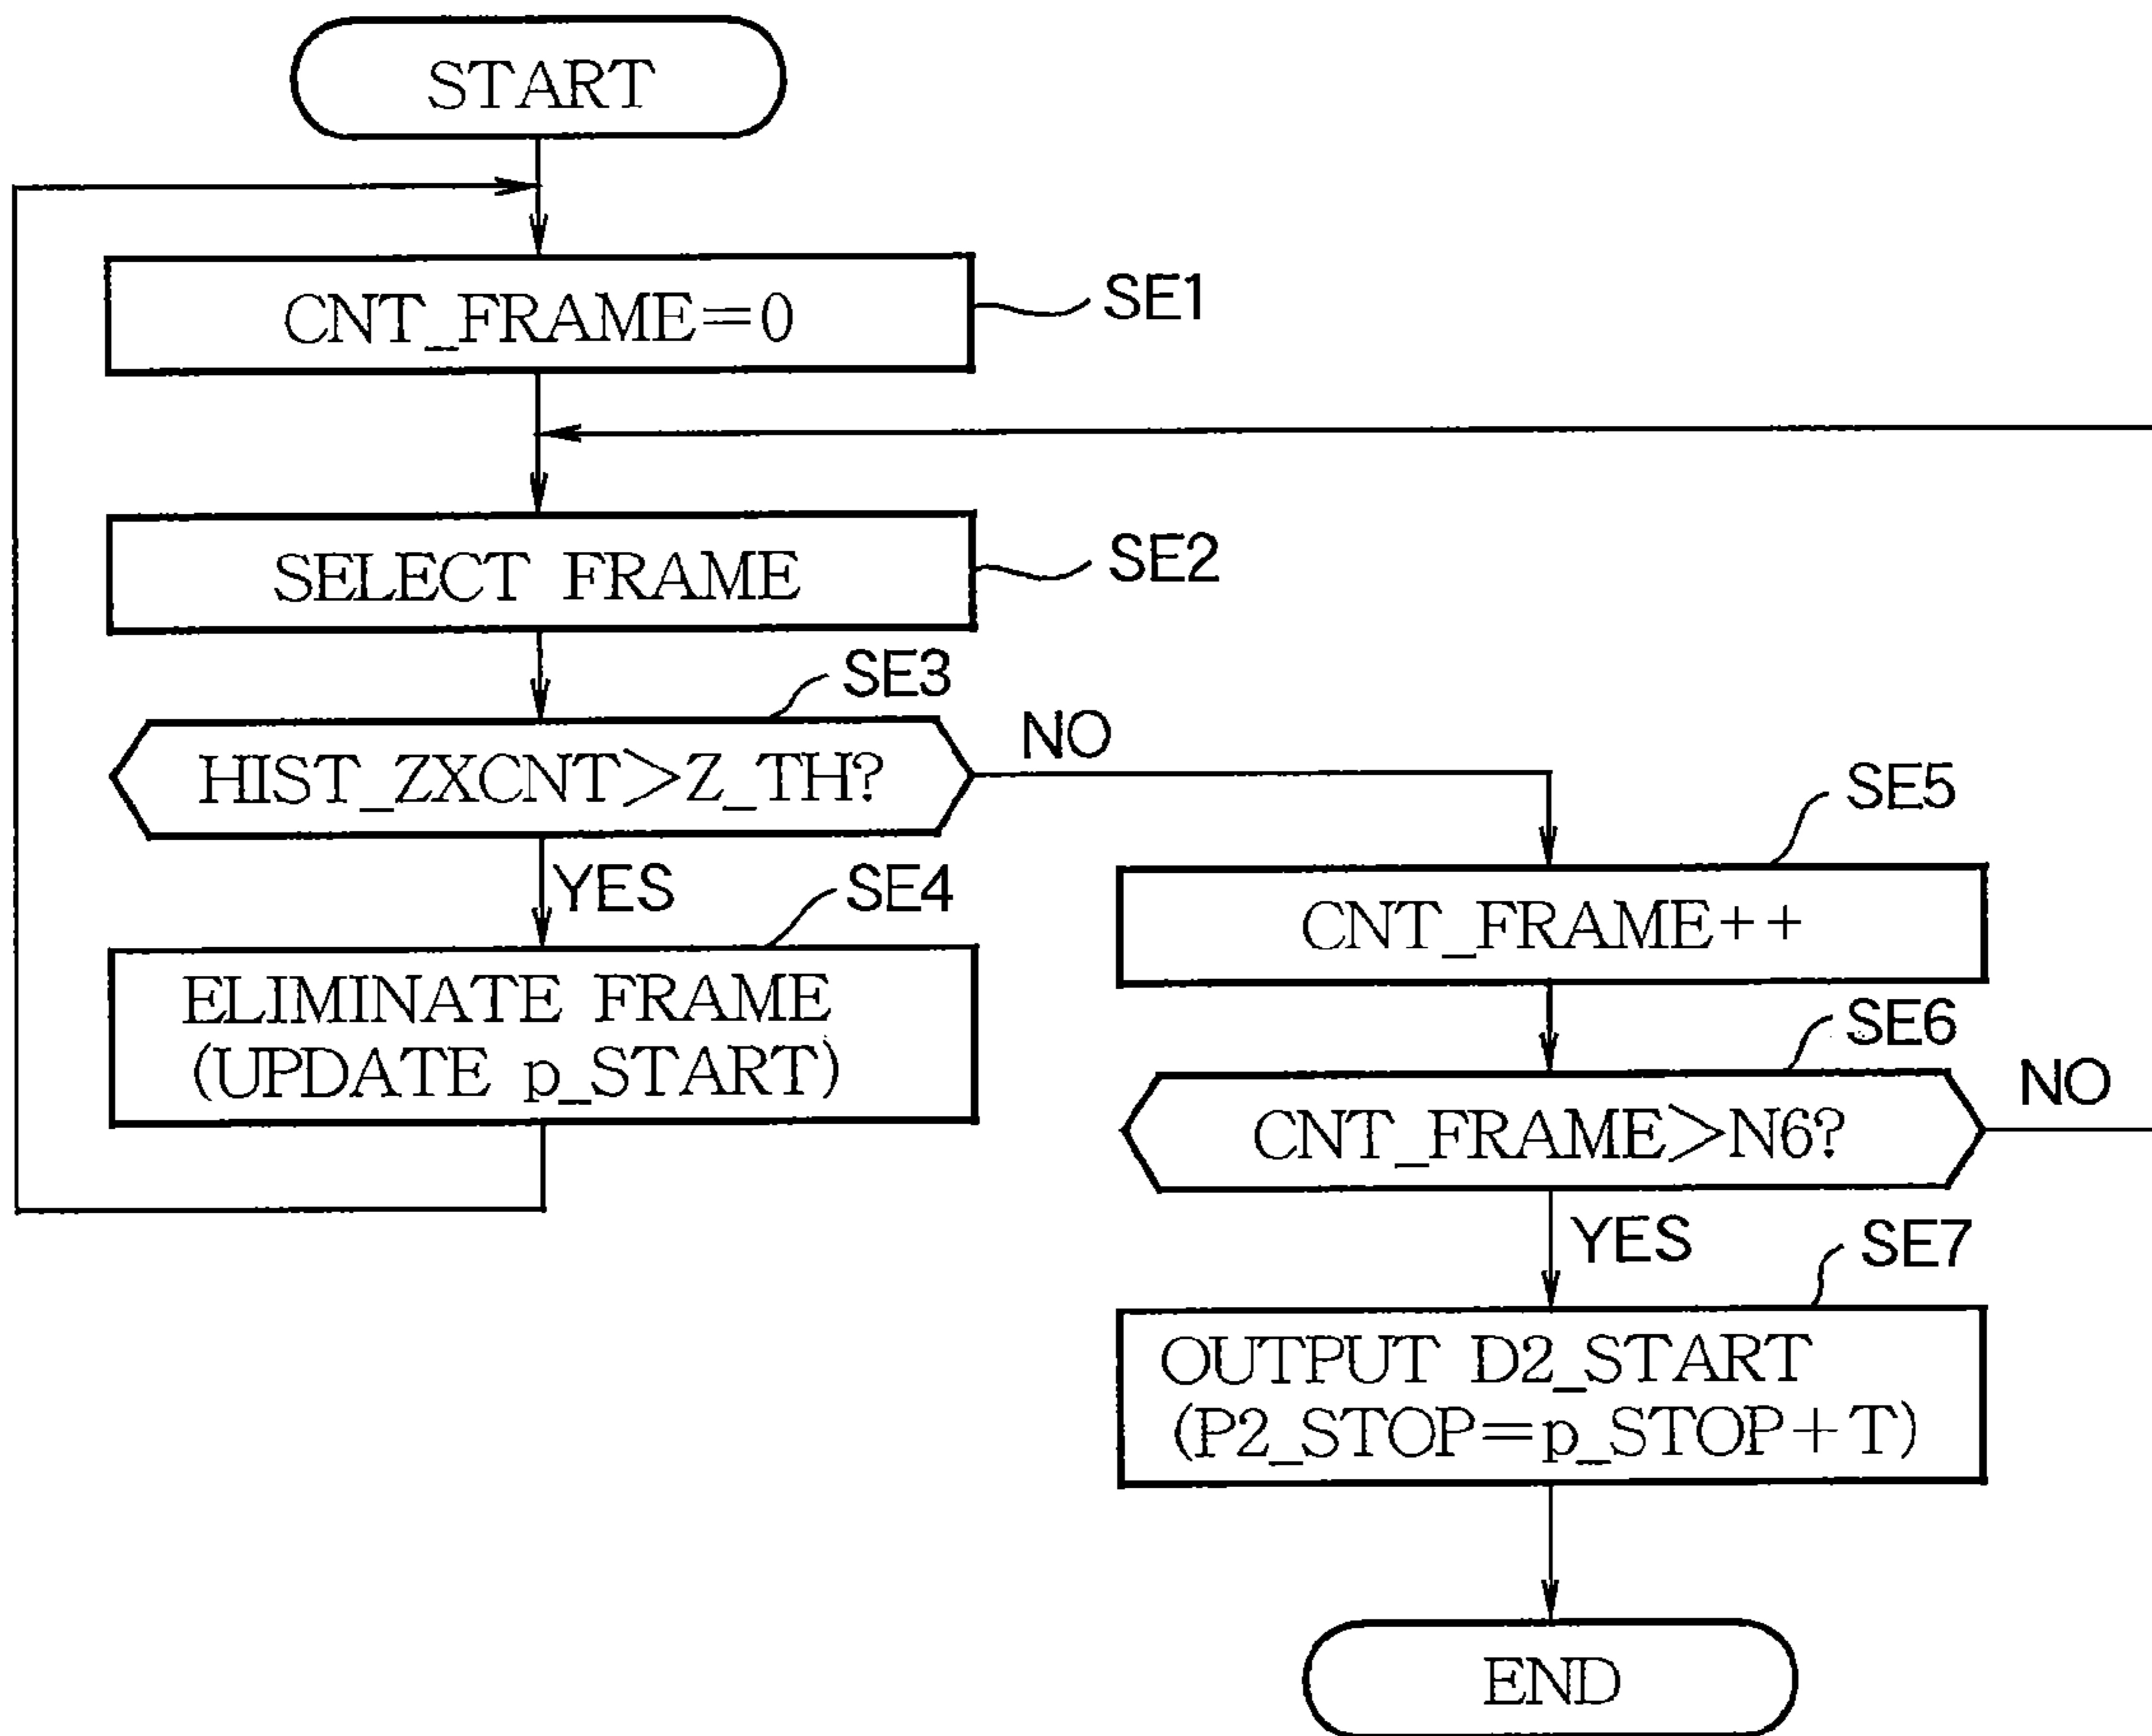 START
CNT_FRAME=0
SE1
SELECT FRAME
SE2
SE3
HIST_ZXCNT>Z_TH?
NO
YES
SE4
ELIMINATE FRAME
(UPDATE p_START)
SE5
CNT_FRAME++
SE6
CNT_FRAME>N6?
NO
YES
SE7
OUTPUT D2_START
(P2_STOP=p_STOP+T)
END